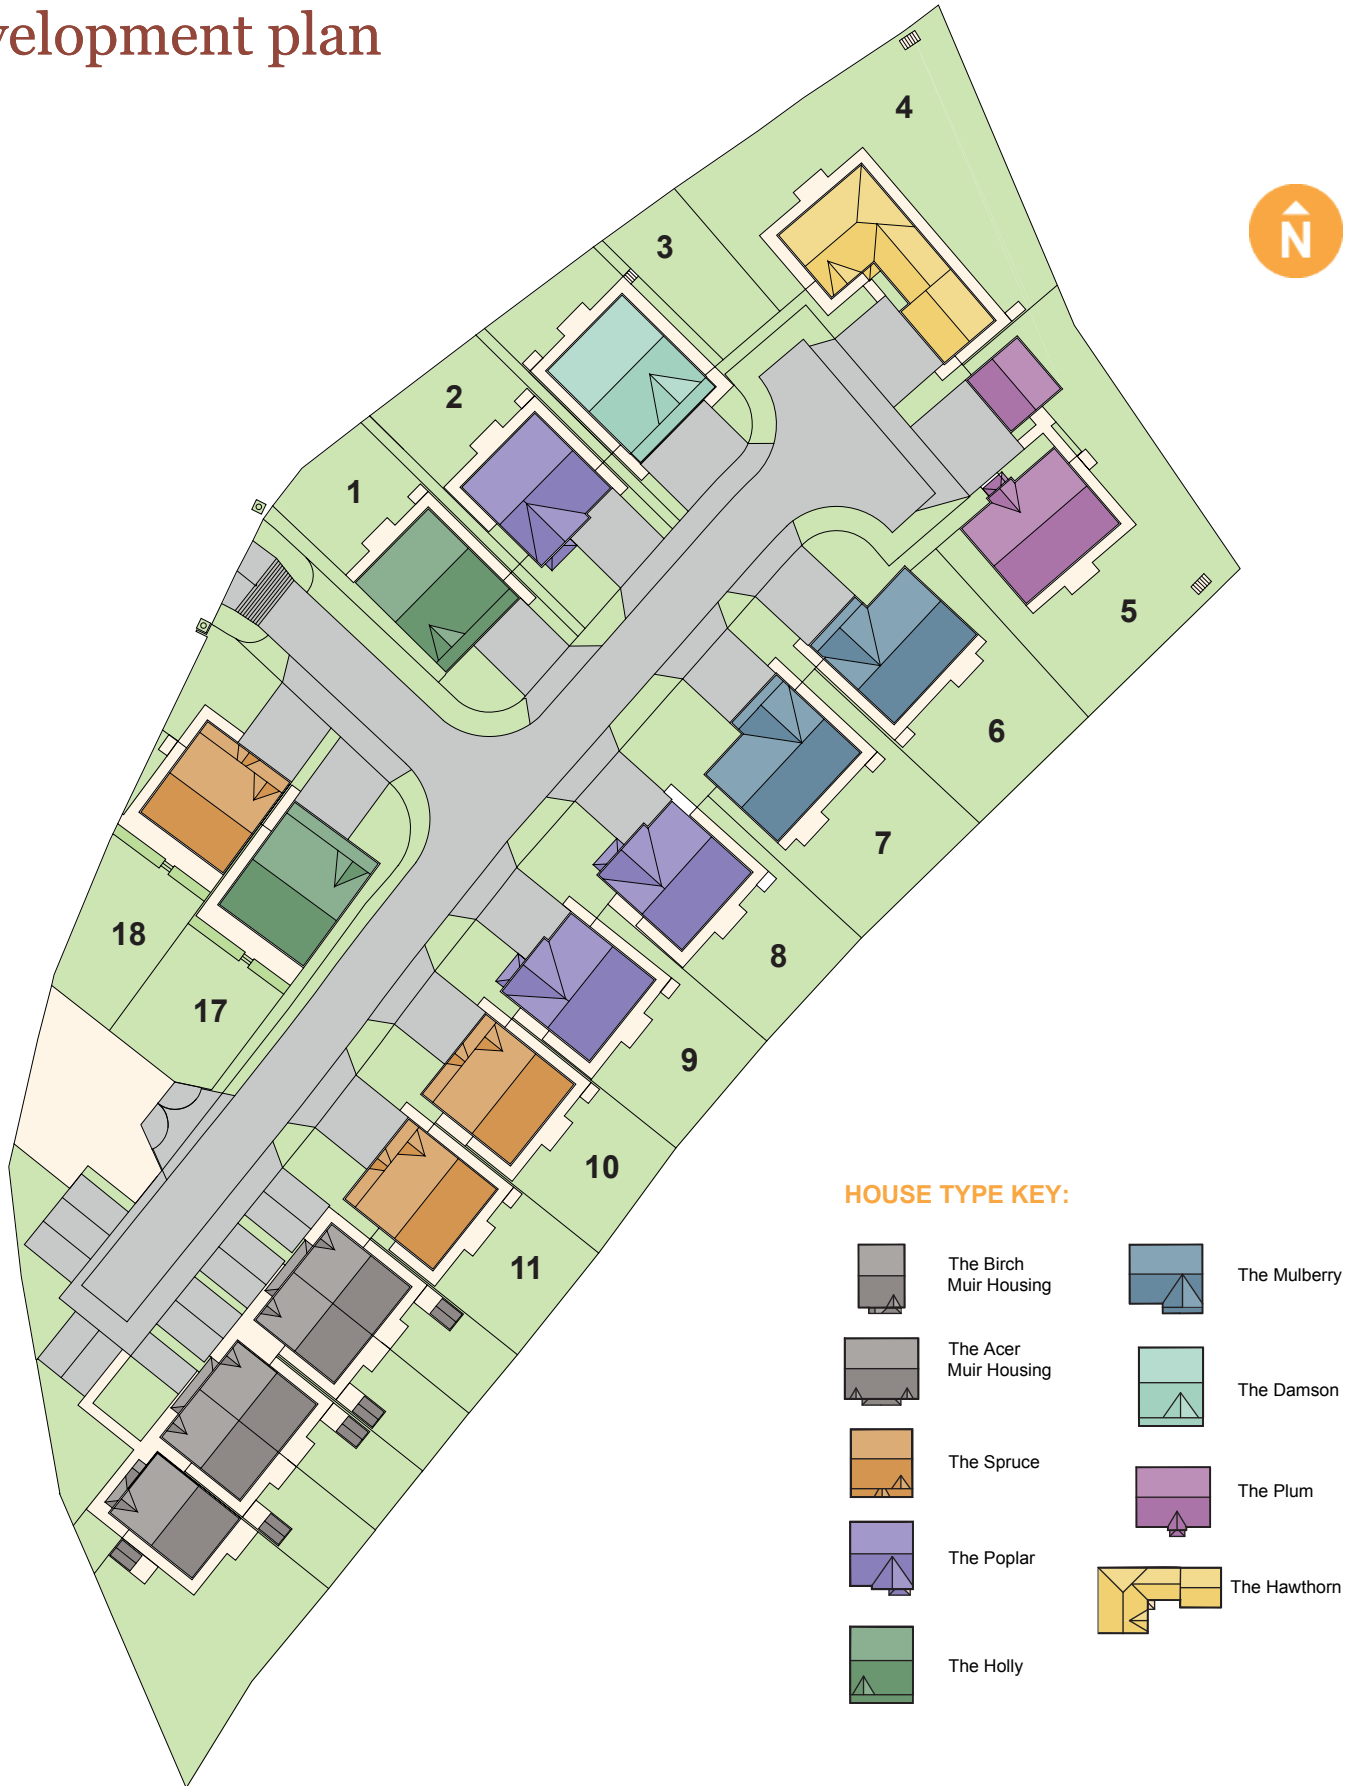 velopment plan
4
N
3
2
1
5
6
7
18
8
17
9
10
11
HOUSE TYPE KEY:
The Birch
Muir Housing
The Acer
Muir Housing
The Spruce
The Poplar
The Holly
The Mulberry
The Damson
The Plum
The Hawthorn